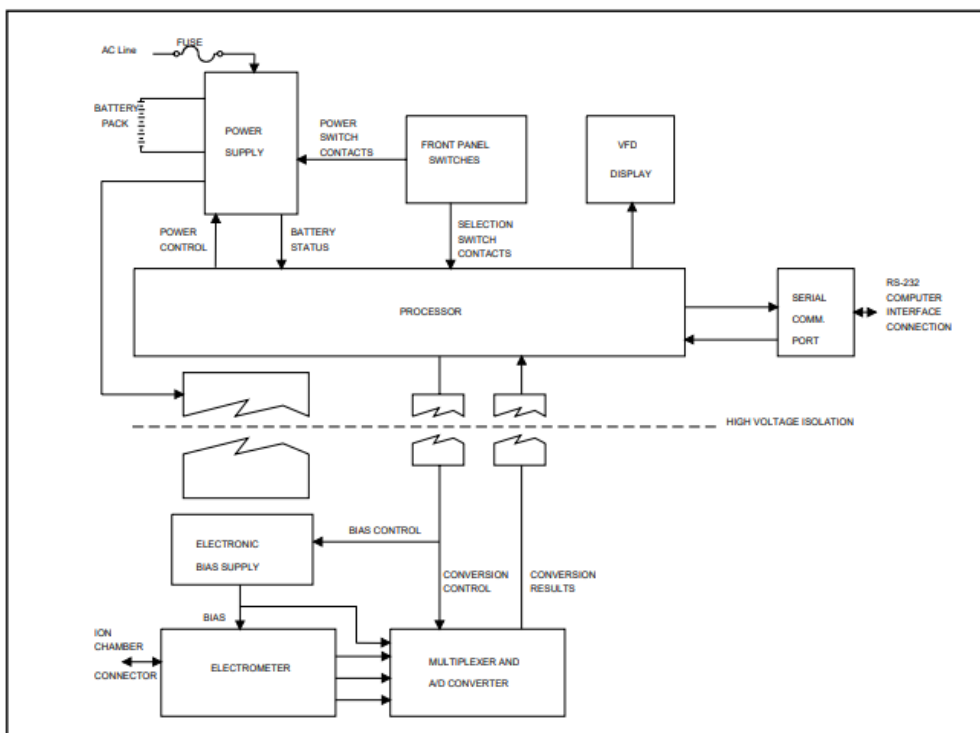 FUSE
AC Line
BATTERY
PACK
POWER
SUPPLY
POWER
SWITCH
CONTACTS
FRONT PANEL
SWITCHES
VFD
DISPLAY
POWER
CONTROL
BATTERY
STATUS
SELECTION
SWITCH
CONTACTS
PROCESSOR
SERIAL
COMM.
PORT
RS-232
COMPUTER
INTERFACE
CONNECTION
HIGH VOLTAGE ISOLATION
BIAS CONTROL
ELECTRONIC
BIAS SUPPLY
CONVERSION
CONTROL
CONVERSION
RESULTS
BIAS
ION
CHAMBER
CONNECTOR
ELECTROMETER
MULTIPLEXER AND
A/D CONVERTER